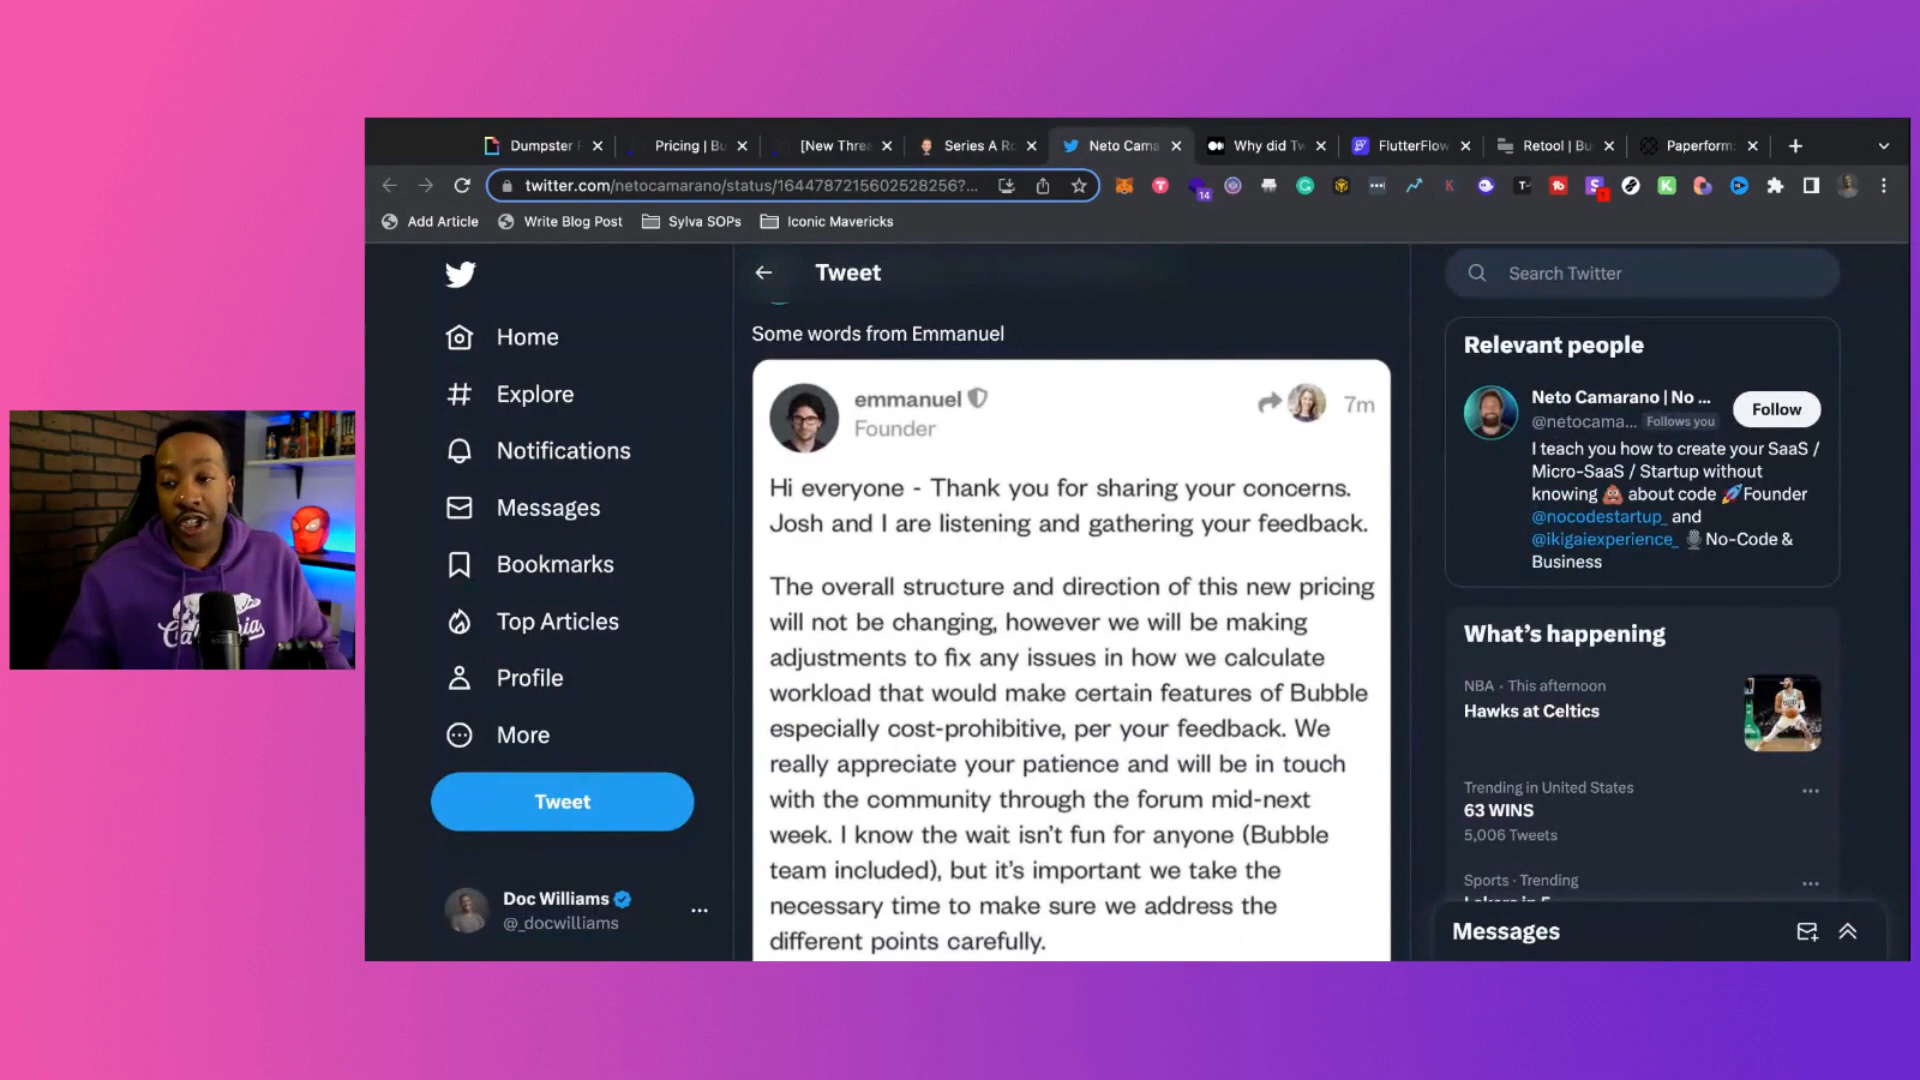 Dumpster
Pricing | Bu
[New Threa
Series A Ro
Neto Cama
Why did Tw
FlutterFlow
Retool | Bu
Paperform:
twitter.com/netocamarano/status/1644787215602528256?...
14
Add Article
Write Blog Post
Sylva SOPs
Iconic Mavericks
Home
Explore
Notifications
Messages
Bookmarks
Top Articles
Profile
More
Tweet
Doc Williams
@_docwilliams
Tweet
Some words from Emmanuel
emmanuel
Founder
7m
Hi everyone - Thank you for sharing your concerns.
Josh and I are listening and gathering your feedback.
The overall structure and direction of this new pricing
will not be changing, however we will be making
adjustments to fix any issues in how we calculate
workload that would make certain features of Bubble
especially cost-prohibitive, per your feedback. We
really appreciate your patience and will be in touch
with the community through the forum mid-next
week. I know the wait isn't fun for anyone (Bubble
team included), but it's important we take the
necessary time to make sure we address the
different points carefully.
Search Twitter
Relevant people
Neto Camarano | No ...
@netocama... Follows you
Follow
I teach you how to create your SaaS /
Micro-SaaS / Startup without
knowing 💩 about code 🚀Founder
@nocodestartup_ and
@ikigaiexperience_ 🎙️No-Code &
Business
What's happening
NBA · This afternoon
Hawks at Celtics
Trending in United States
63 WINS
5,006 Tweets
Sports · Trending
Messages